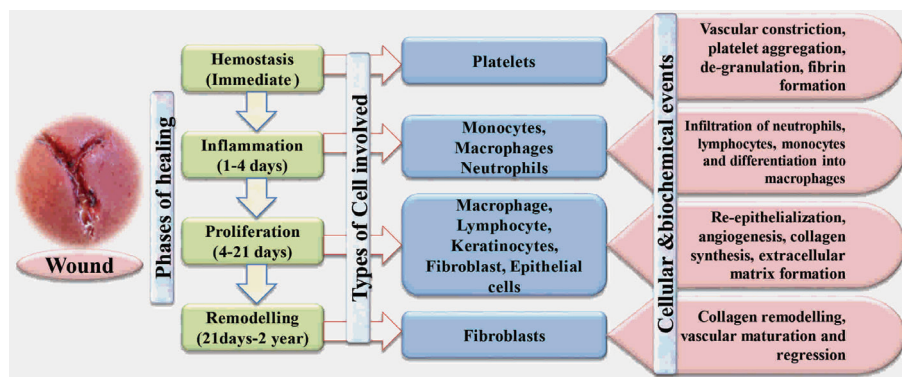 Wound
Phases of healing
Hemostasis
(Immediate )
Inflammation
(1-4 days)
Proliferation
(4-21 days)
Remodelling
(21days-2 year)
Types of Cell involved
Platelets
Monocytes,
Macrophages
Neutrophils
Macrophage,
Lymphocyte,
Keratinocytes,
Fibroblast, Epithelial
cells
Fibroblasts
Cellular &biochemical events
Vascular constriction,
platelet aggregation,
de-granulation, fibrin
formation
Infiltration of neutrophils,
lymphocytes, monocytes
and differentiation into
macrophages
Re-epithelialization,
angiogenesis, collagen
synthesis, extracellular
matrix formation
Collagen remodelling,
vascular maturation and
regression